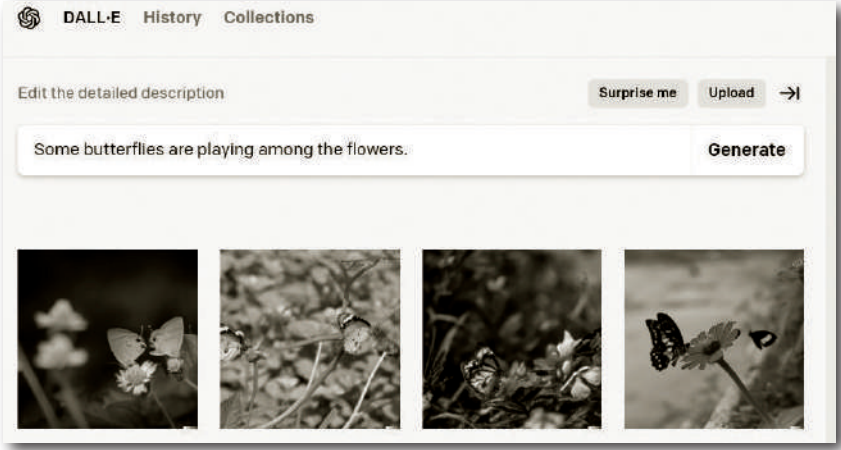 DALL·E History Collections
Edit the detailed description Surprise me Upload
Some butterflies are playing among the flowers. Generate